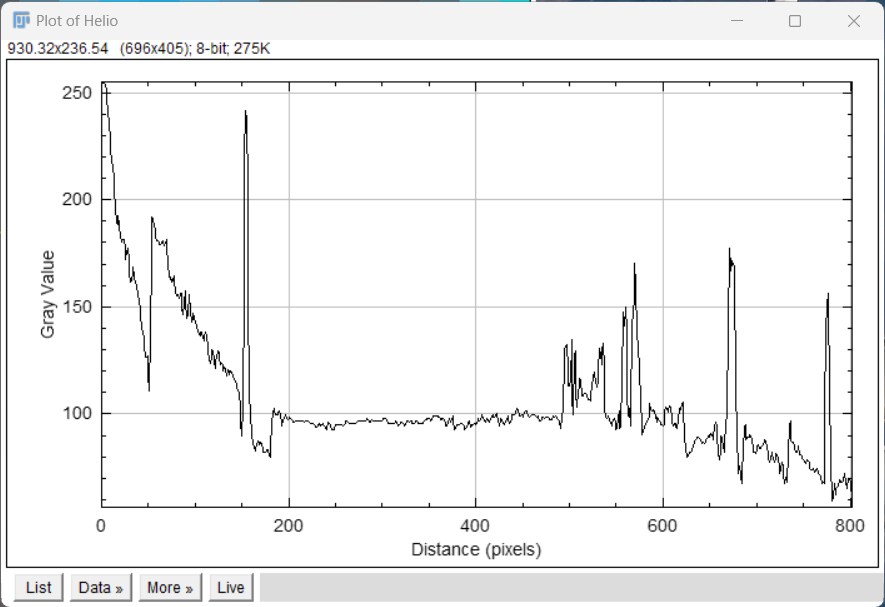 Plot of Helio
930.32x236.54 (696x405); 8-bit; 275K
250
200
150
100
Gray Value
0 200 400 600 800
Distance (pixels)
List Data » More » Live